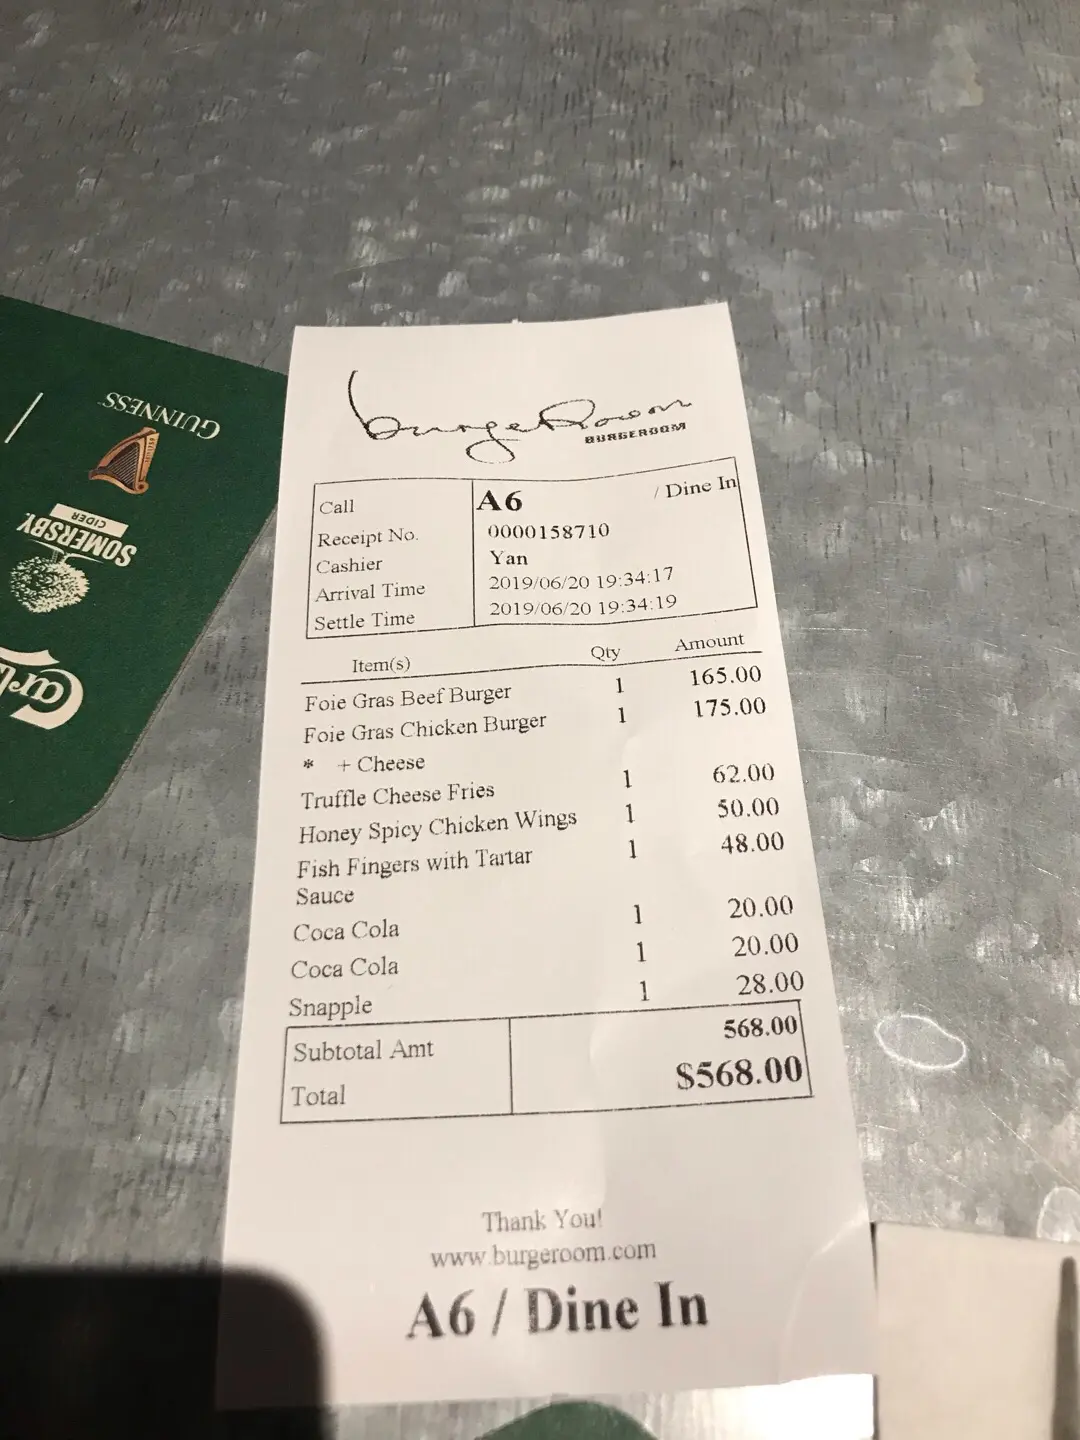 GUINNESS
SOMERSBY
CIDER
burgeRoom
BURGEROOM
Call A6 / Dine In
Receipt No. 0000158710
Cashier Yan
Arrival Time 2019/06/20 19:34:17
Settle Time 2019/06/20 19:34:19
Item(s) Qty Amount
Foie Gras Beef Burger 1 165.00
Foie Gras Chicken Burger 1 175.00
* + Cheese
Truffle Cheese Fries 1 62.00
Honey Spicy Chicken Wings 1 50.00
Fish Fingers with Tartar 1 48.00
Sauce
Coca Cola 1 20.00
Coca Cola 1 20.00
Snapple 1 28.00
Subtotal Amt 568.00
Total $568.00
Thank You!
www.burgeroom.com
A6 / Dine In